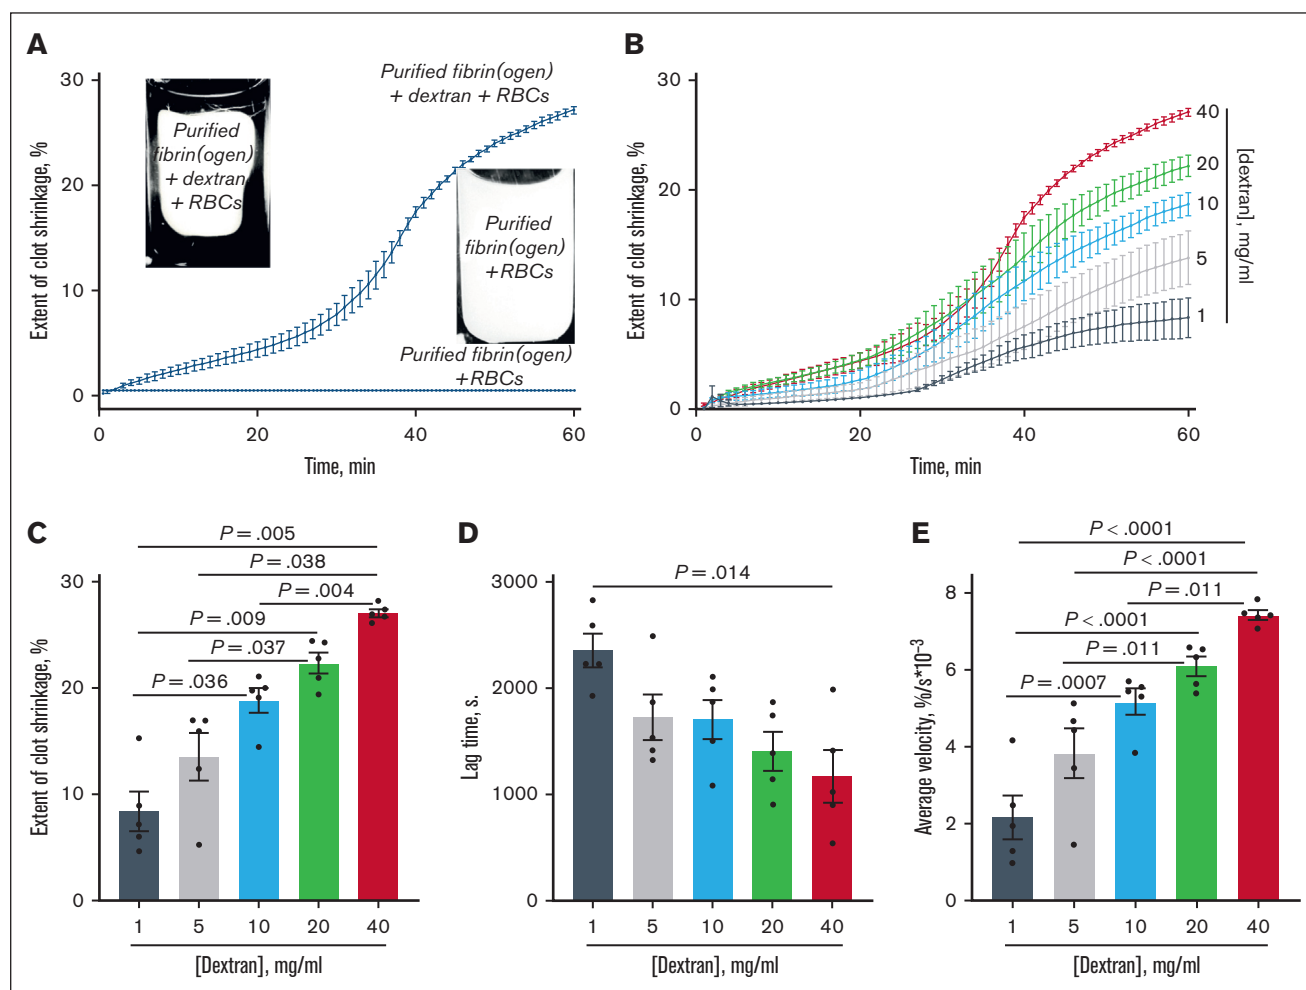 A
Extent of clot shrinkage, %
30
20
10
0
0
20
40
60
Time, min
Purified
fibrin(ogen)
+ dextran
+ RBCs
Purified fibrin(ogen)
+ dextran + RBCs
Purified
fibrin(ogen)
+RBCs
Purified fibrin(ogen)
+RBCs
B
Extent of clot shrinkage, %
30
20
10
0
0
20
40
60
Time, min
40
20
10
5
1
[dextran], mg/ml
C
Extent of clot shrinkage, %
30
20
10
0
P = .005
P = .038
P = .004
P = .009
P = .037
P = .036
1
5
10
20
40
[Dextran], mg/ml
D
Lag time, s.
3000
2000
1000
0
P = .014
1
5
10
20
40
[Dextran], mg/ml
E
Average velocity, %/s*10⁻³
8
6
4
2
0
P < .0001
P < .0001
P = .011
P <.0001
P = .011
P = .0007
1
5
10
20
40
[Dextran], mg/ml